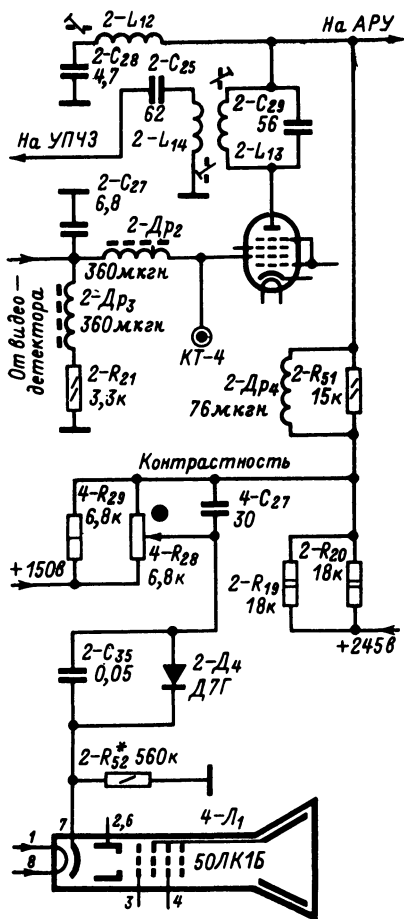 2-L12
На АРУ
2-C28
4,7
2-C25
62
2-C29
56
На УПЧЗ
2-L14
2-L13
2-C27
6,8
2-Др2
360мкгн
От видео-
детектора
2-Др3
360мкгн
КТ-4
2-R21
3,3к
2-Др4
76мкгн
2-R51
15к
Контрастность
4-R29
6,8к
4-C27
30
4-R28
6,8к
+150в
2-R20
18к
2-R19
18к
+245в
2-C35
0,05
2-Д4
Д7Г
2-R52* 560к
7
2,6
4-Л1
1
8
50ЛК1Б
3
4